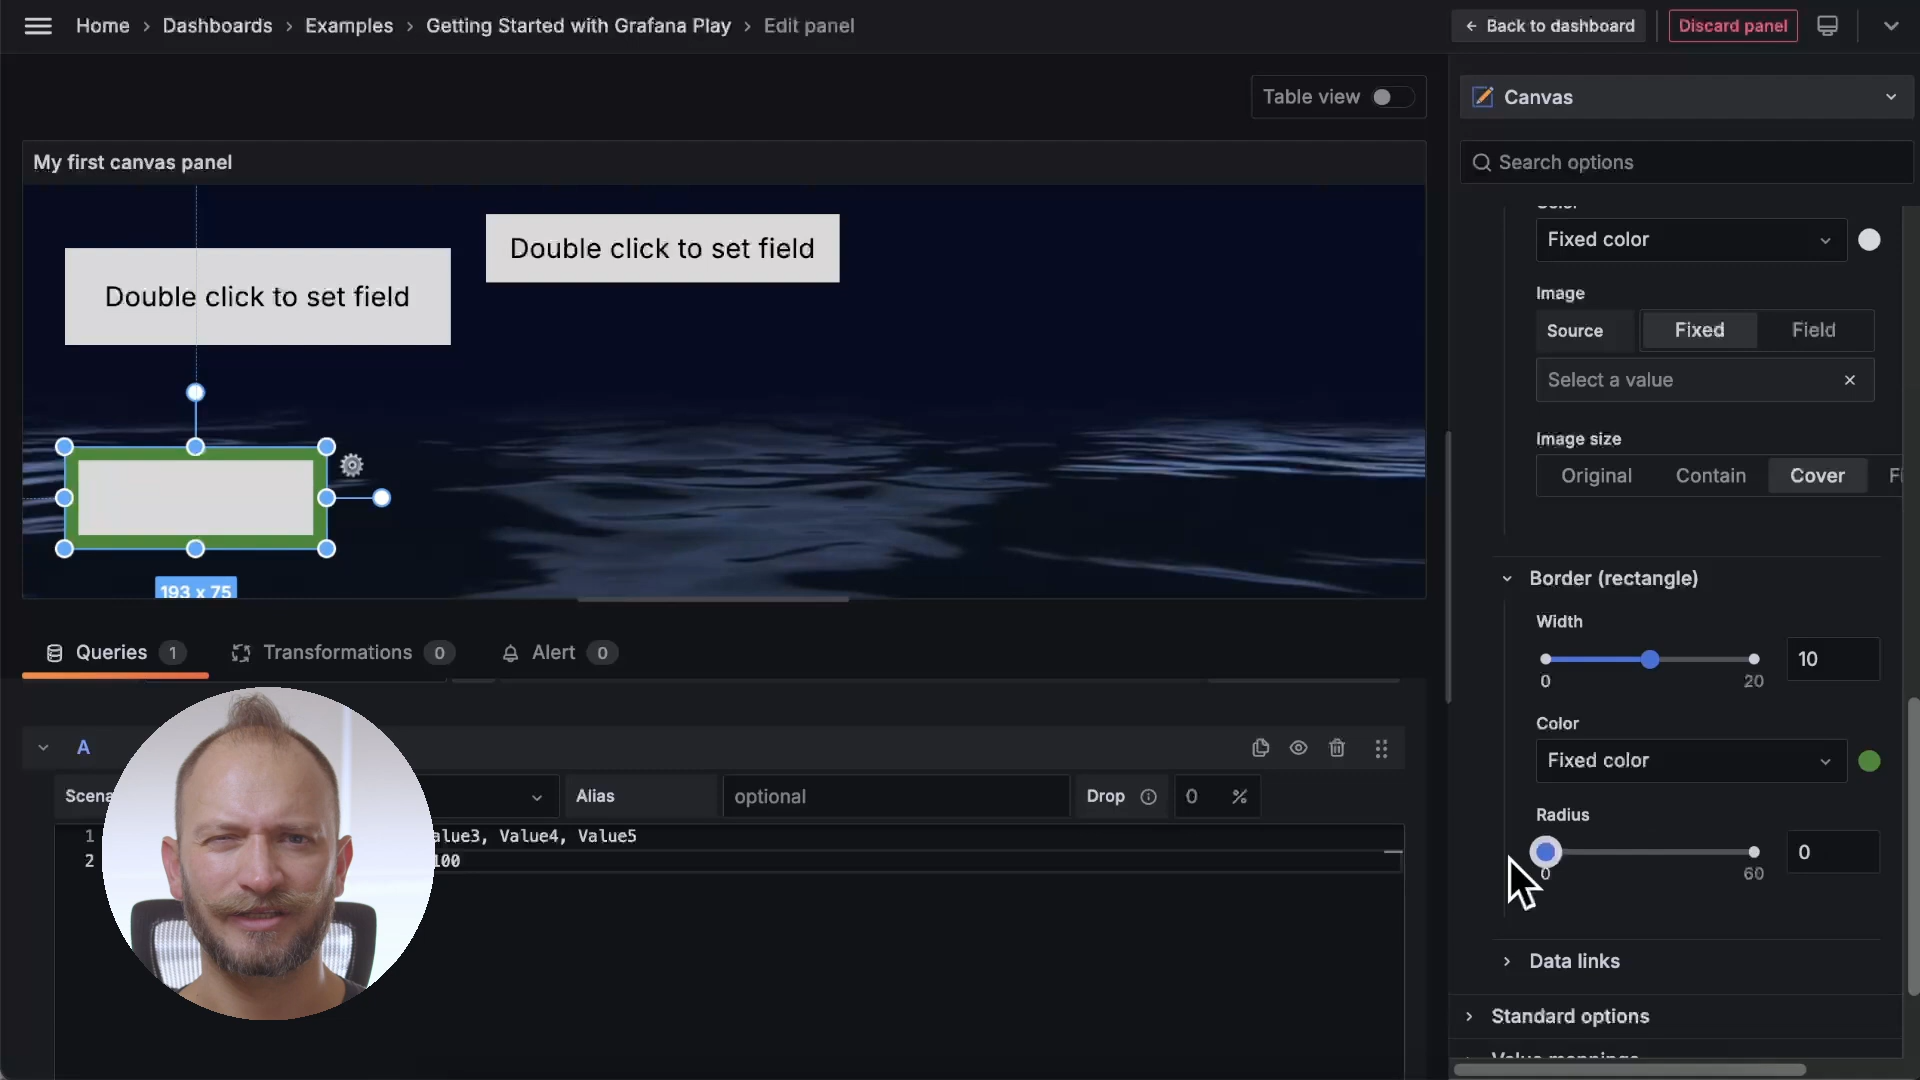 Home › Dashboards › Examples › Getting Started with Grafana Play › Edit panel
← Back to dashboard
Discard panel
Table view
Canvas
My first canvas panel
Search options
Double click to set field
Double click to set field
193 x 75
Color
Fixed color
Image
Source
Fixed
Field
Select a value
Image size
Original
Contain
Cover
Border (rectangle)
Width
10
0
20
Color
Fixed color
Radius
0
0
60
Data links
Standard options
Value mappings
Queries 1
Transformations 0
Alert 0
A
Alias
optional
Drop
0
%
1
Value4, Value5
2
100